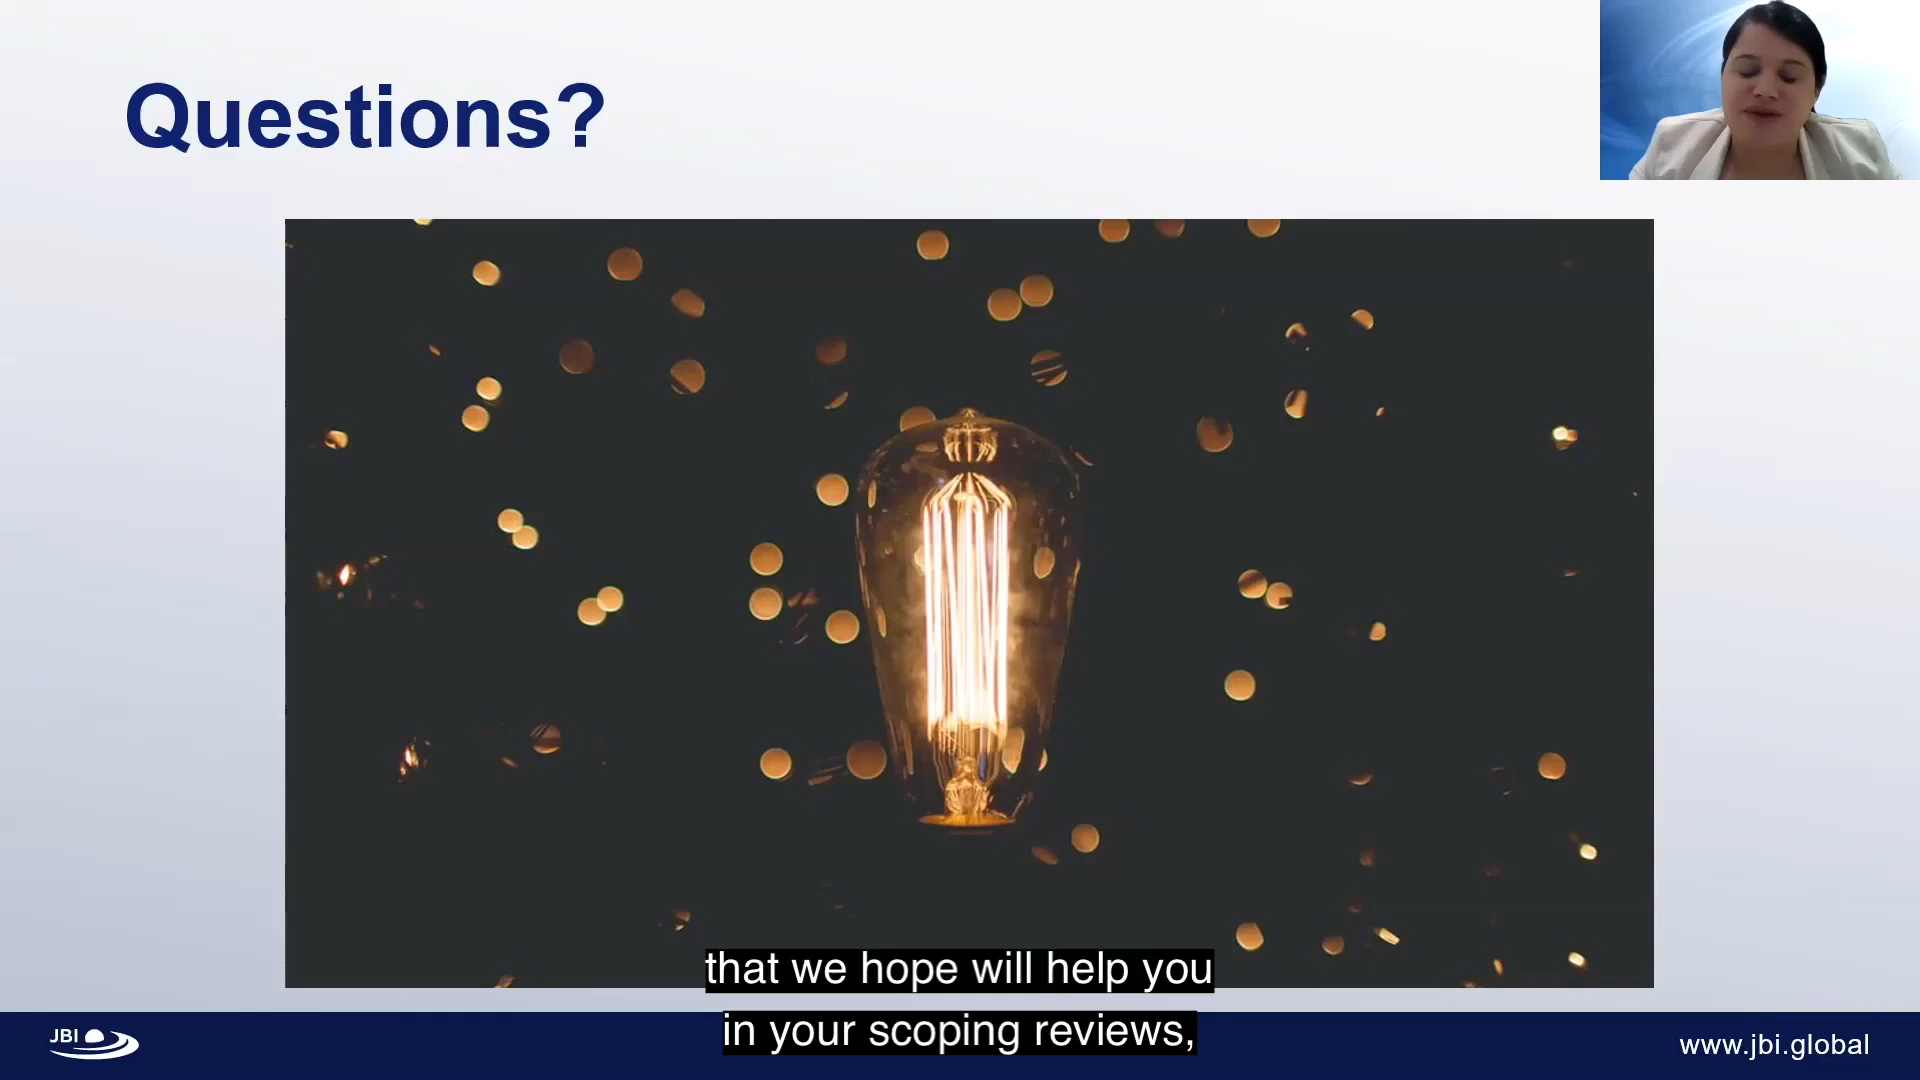 Questions?
that we hope will help you
in your scoping reviews,
JBI
www.jbi.global